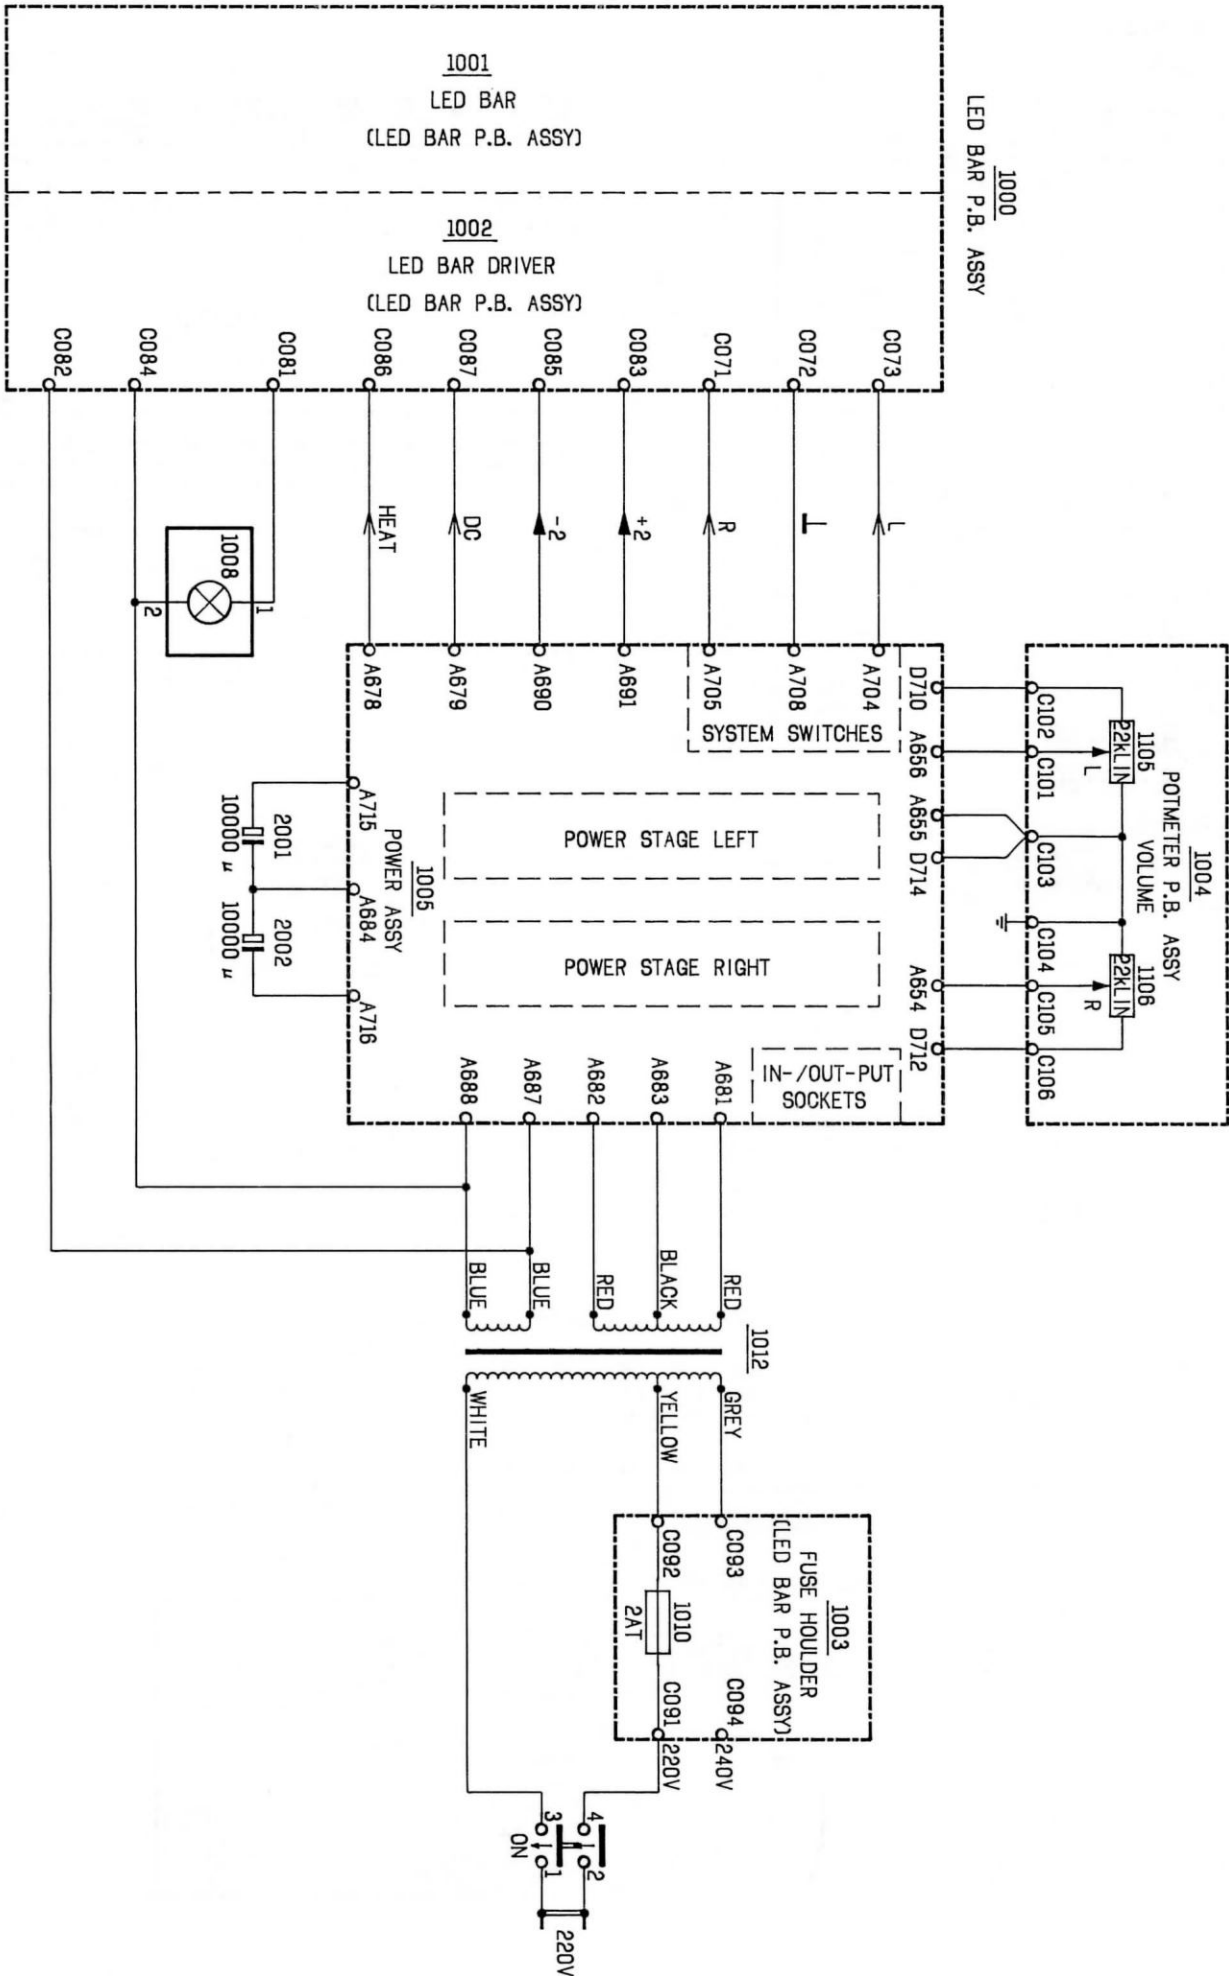 1000
LED BAR P.B. ASSY
1001
LED BAR
(LED BAR P.B. ASSY)
1002
LED BAR DRIVER
(LED BAR P.B. ASSY)
C082
C084
C081
C086
C087
C085
C083
C071
C072
C073
HEAT
DC
-2
+2
R
L
1008
1
2
A678
A679
A690
A691
A705
A708
A704
SYSTEM SWITCHES
D710
A656
A655
D714
A654
D712
1004
POTMETER P.B. ASSY
VOLUME
1105
22kLIN
L
1106
22kLIN
R
C102
C101
C103
C104
C105
C106
POWER STAGE LEFT
POWER STAGE RIGHT
1005
POWER ASSY
A715
A684
A716
2001
10000 µ
2002
10000 µ
IN-/OUT-PUT
SOCKETS
A688
A687
A682
A683
A681
BLUE
BLUE
RED
BLACK
RED
1012
WHITE
YELLOW
GREY
1003
FUSE HOULDER
(LED BAR P.B. ASSY)
C093
C092
1010
2AT
C094
C091
240V
220V
3
4
1
2
ON
220V